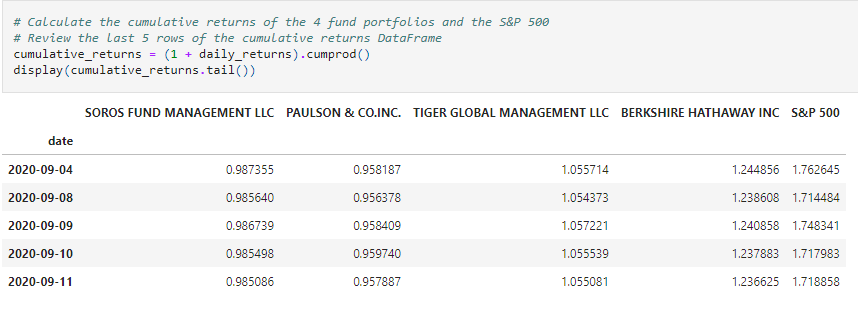 # Calculate the cumulative returns of the 4 fund portfolios and the S&P 500
# Review the last 5 rows of the cumulative returns DataFrame
cumulative_returns = (1 + daily_returns).cumprod()
display(cumulative_returns.tail())
SOROS FUND MANAGEMENT LLC PAULSON & CO.INC. TIGER GLOBAL MANAGEMENT LLC BERKSHIRE HATHAWAY INC S&P 500
date
2020-09-04 0.987355 0.958187 1.055714 1.244856 1.762645
2020-09-08 0.985640 0.956378 1.054373 1.238608 1.714484
2020-09-09 0.986739 0.958409 1.057221 1.240858 1.748341
2020-09-10 0.985498 0.959740 1.055539 1.237883 1.717983
2020-09-11 0.985086 0.957887 1.055081 1.236625 1.718858